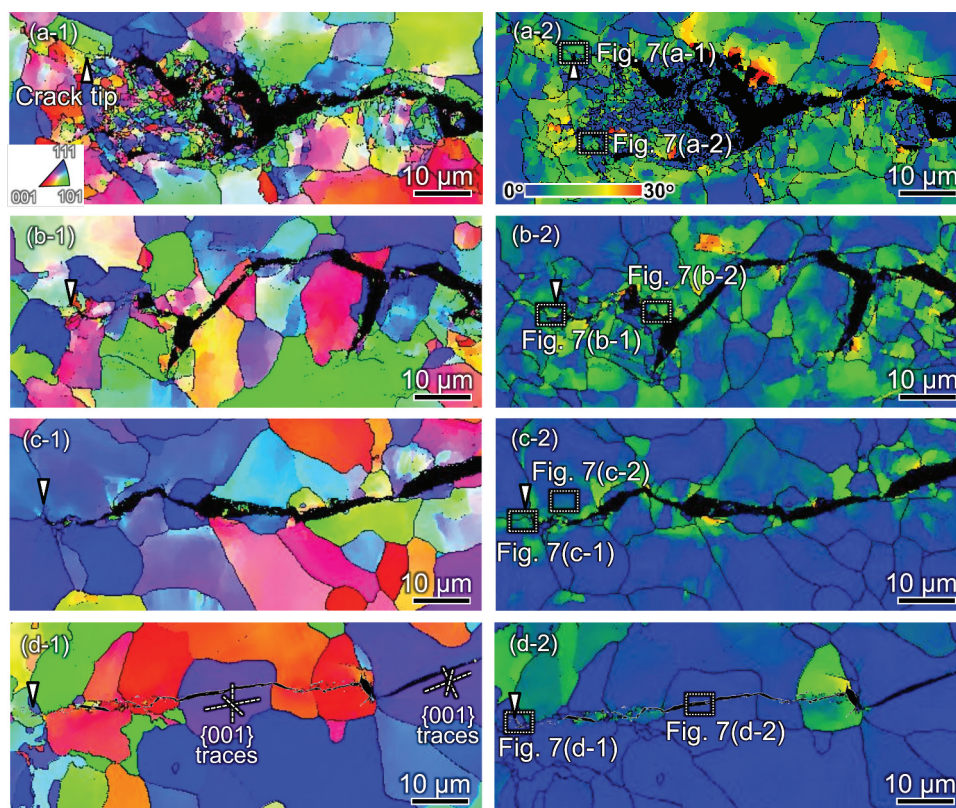 (a-1)
Crack tip
111
001 101
10 μm
(a-2)
Fig. 7(a-1)
Fig. 7(a-2)
0° 30°
10 μm
(b-1)
10 μm
(b-2)
Fig. 7(b-2)
Fig. 7(b-1)
10 μm
(c-1)
10 μm
(c-2)
Fig. 7(c-2)
Fig. 7(c-1)
10 μm
(d-1)
{001}
traces
{001}
traces
10 μm
(d-2)
Fig. 7(d-1)
Fig. 7(d-2)
10 μm